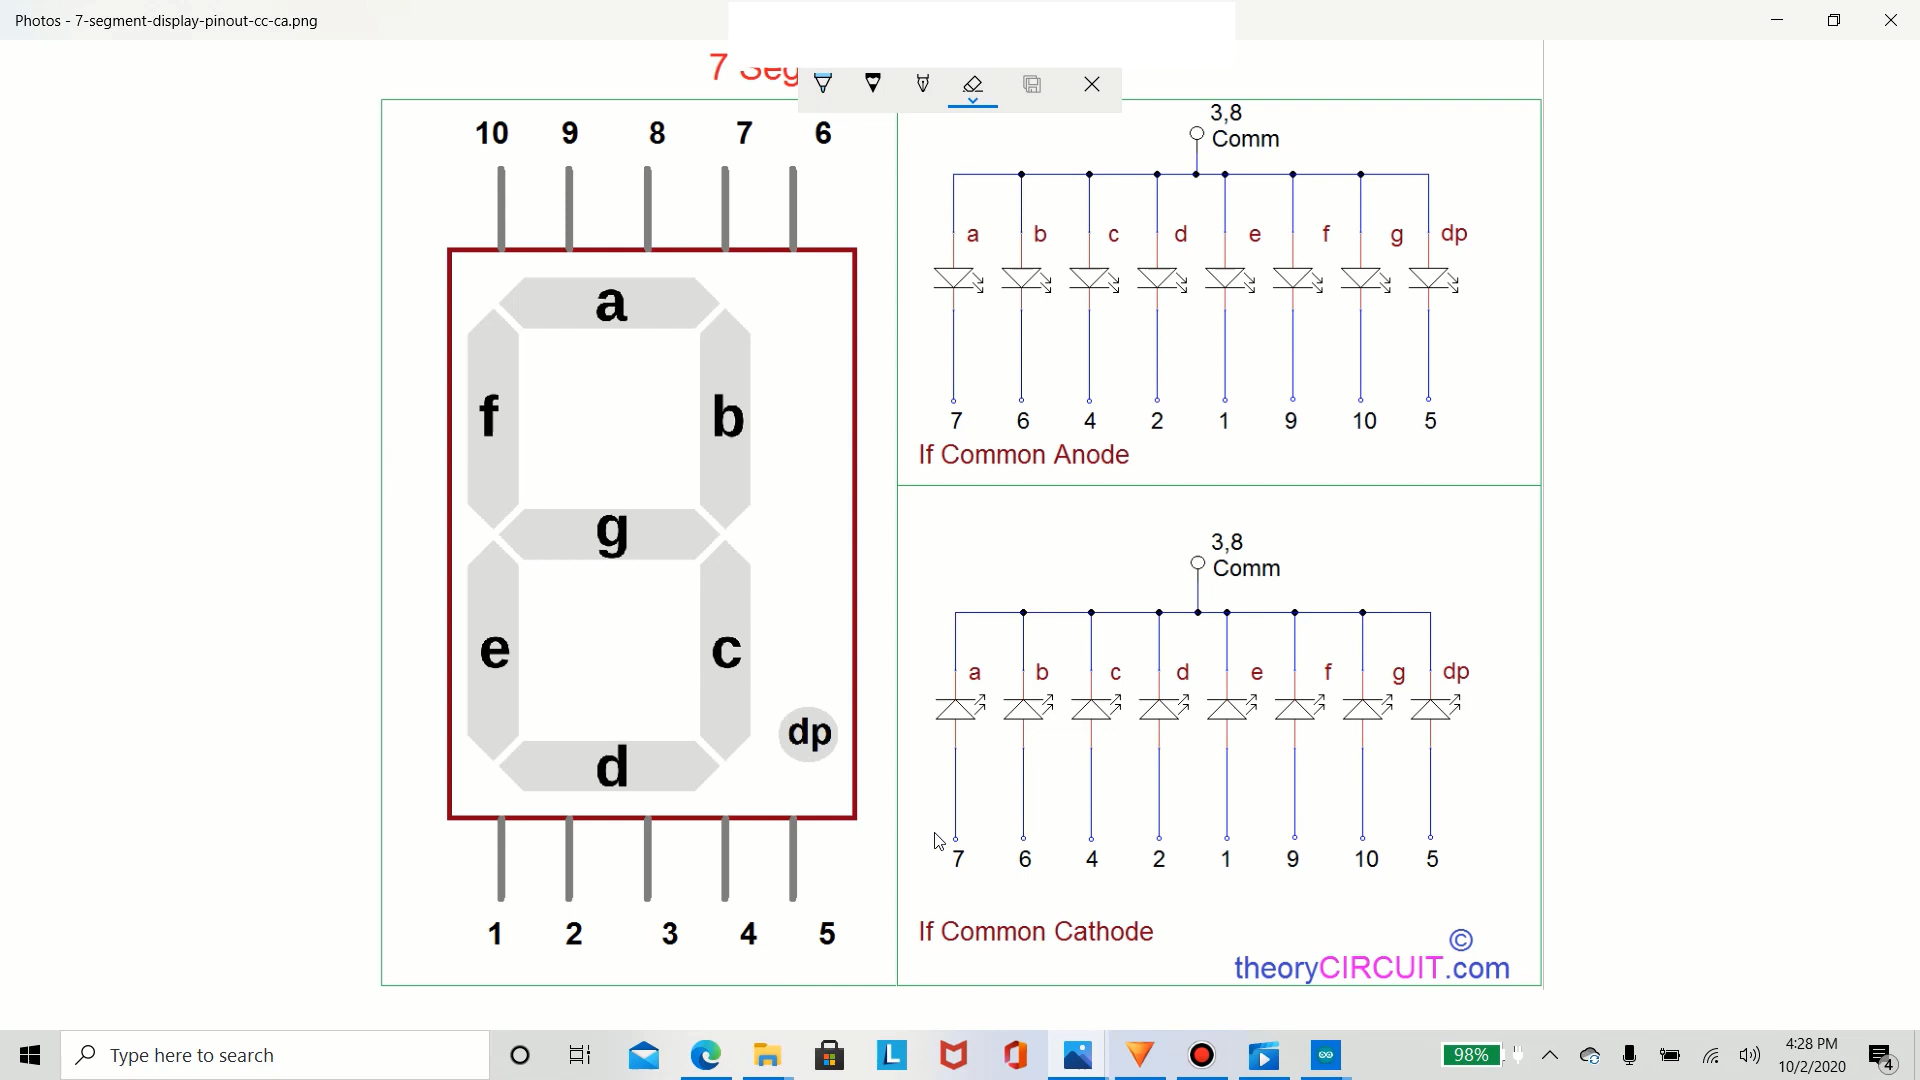 Photos - 7-segment-display-pinout-cc-ca.png
7 Seg
10 9 8 7 6
a
f b
g
e c
dp
d
1 2 3 4 5
3,8
Comm
a b c d e f g dp
7 6 4 2 1 9 10 5
If Common Anode
3,8
Comm
a b c d e f g dp
7 6 4 2 1 9 10 5
If Common Cathode
©
theoryCIRCUIT.com
Type here to search
L
98%
4:28 PM
10/2/2020
4